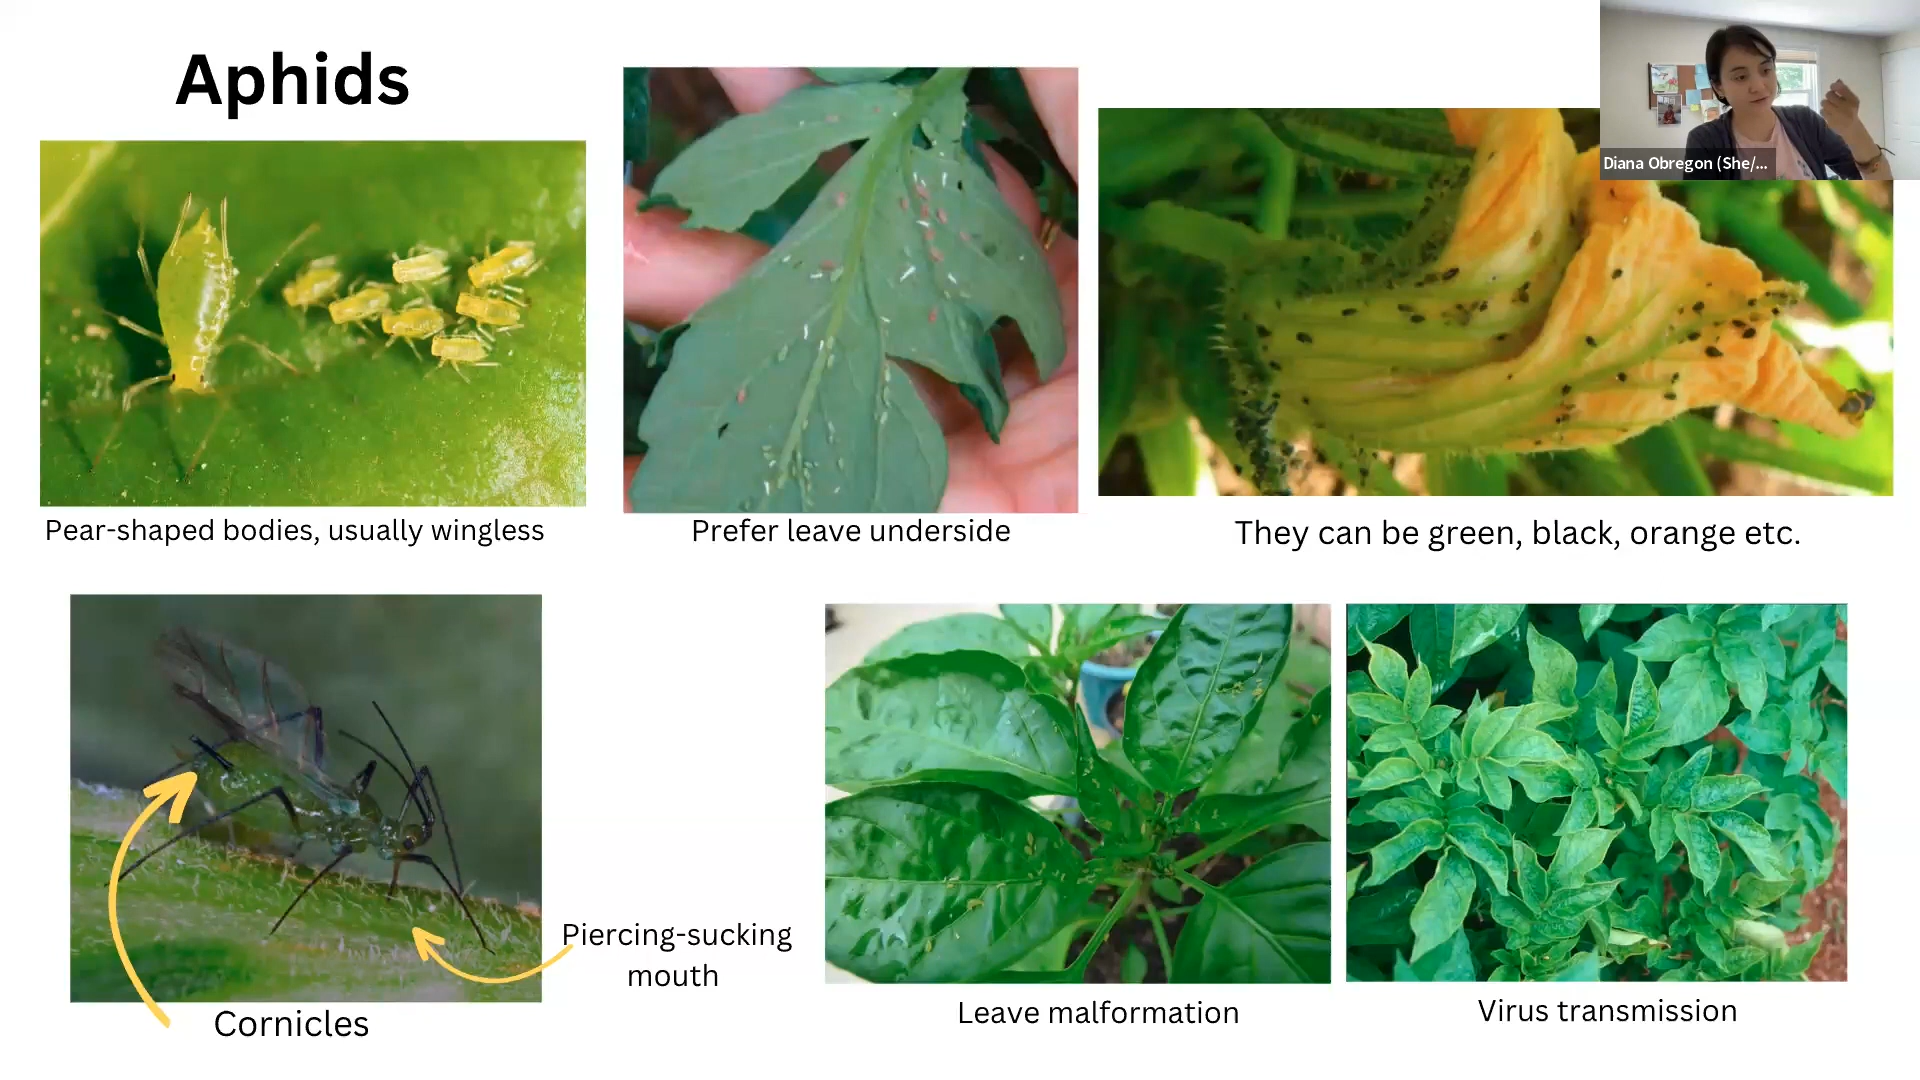 Aphids
Diana Obregon (She/...
Pear-shaped bodies, usually wingless
Prefer leave underside
They can be green, black, orange etc.
Piercing-sucking
mouth
Cornicles
Leave malformation
Virus transmission